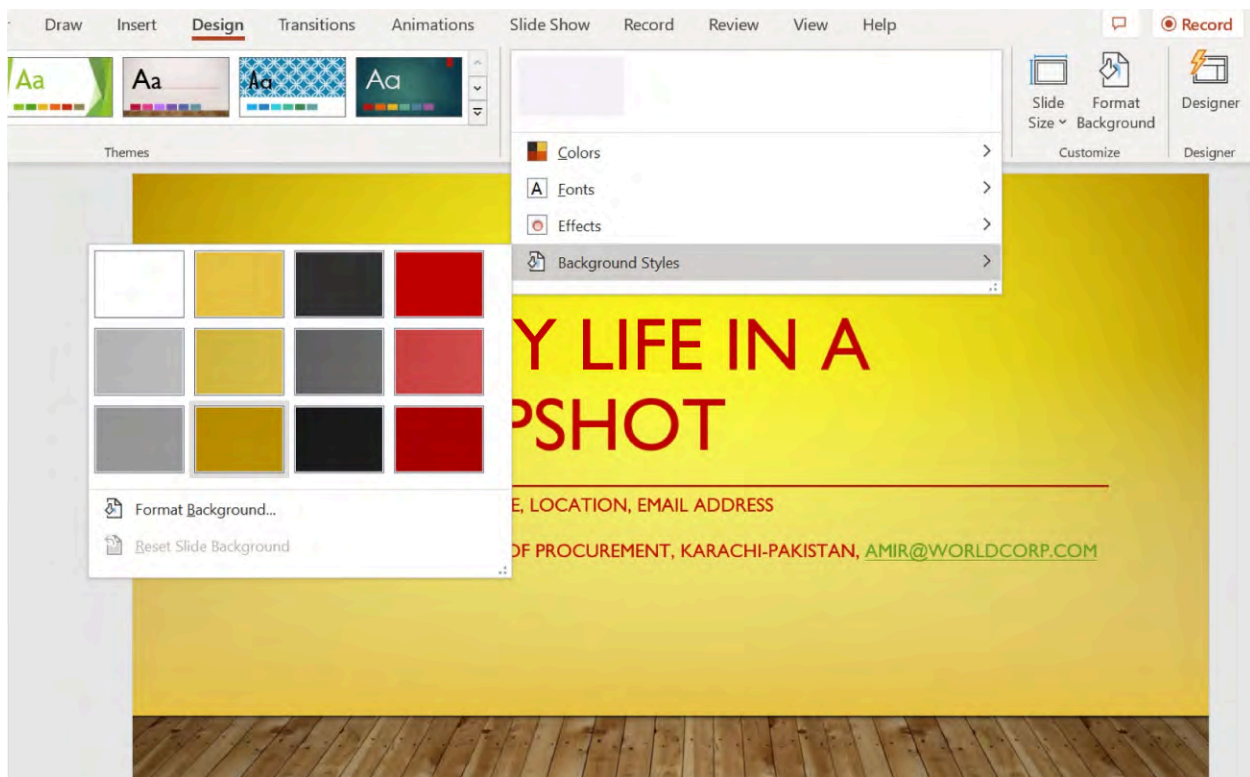 Draw Insert Design Transitions Animations Slide Show Record Review View Help Record
Aa Aa Aa Aa
Slide Size Format Background Designer
Themes Customize Designer
Colors
Fonts
Effects
Background Styles
Y LIFE IN A
PSHOT
E, LOCATION, EMAIL ADDRESS
Format Background...
Reset Slide Background
OF PROCUREMENT, KARACHI-PAKISTAN, AMIR@WORLDCORP.COM